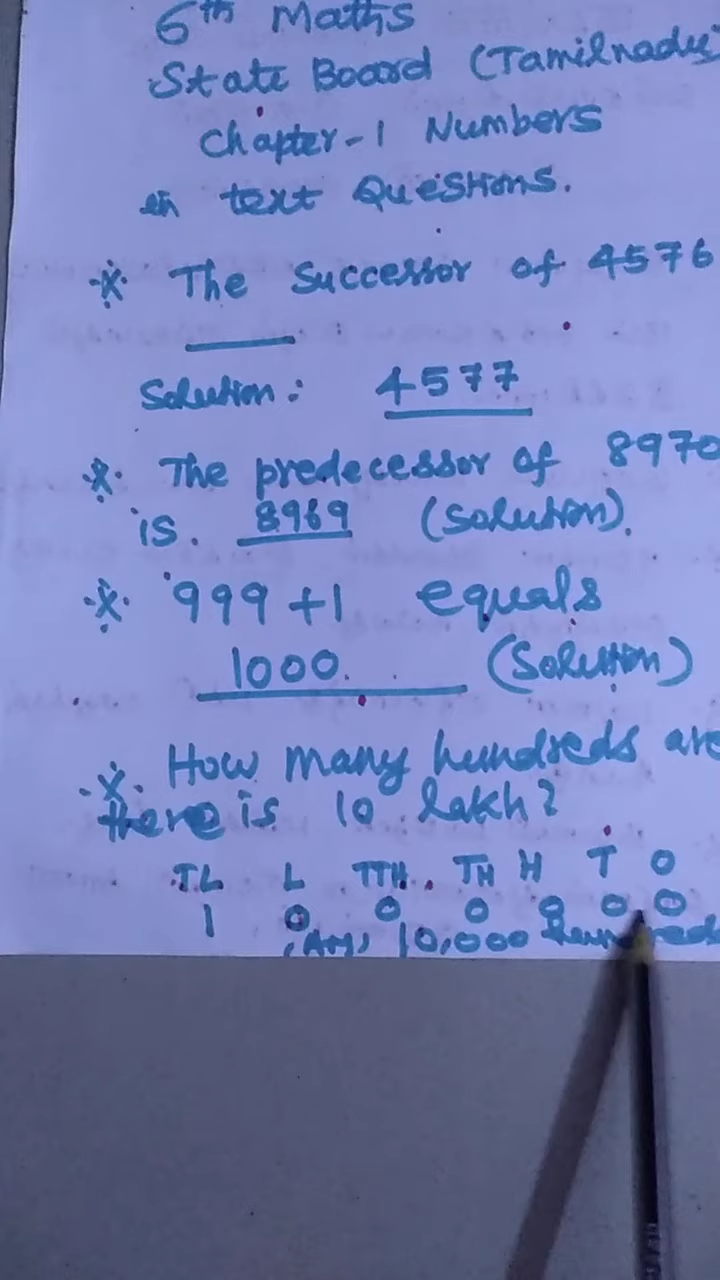 6th Maths
State Board (Tamilnadu)
Chapter-1 Numbers
in text Questions.
* The Successor of 4576
Solution: 4577
* The predecessor of 8970
is. 8969 (Solution).
* 999+1 equals
1000. (Solution)
* How many hundreds are
there is 10 lakh?
TL L TTH. TH H T O
1 0 0 0 0 0 0
(Ans) 10,000 hundreds